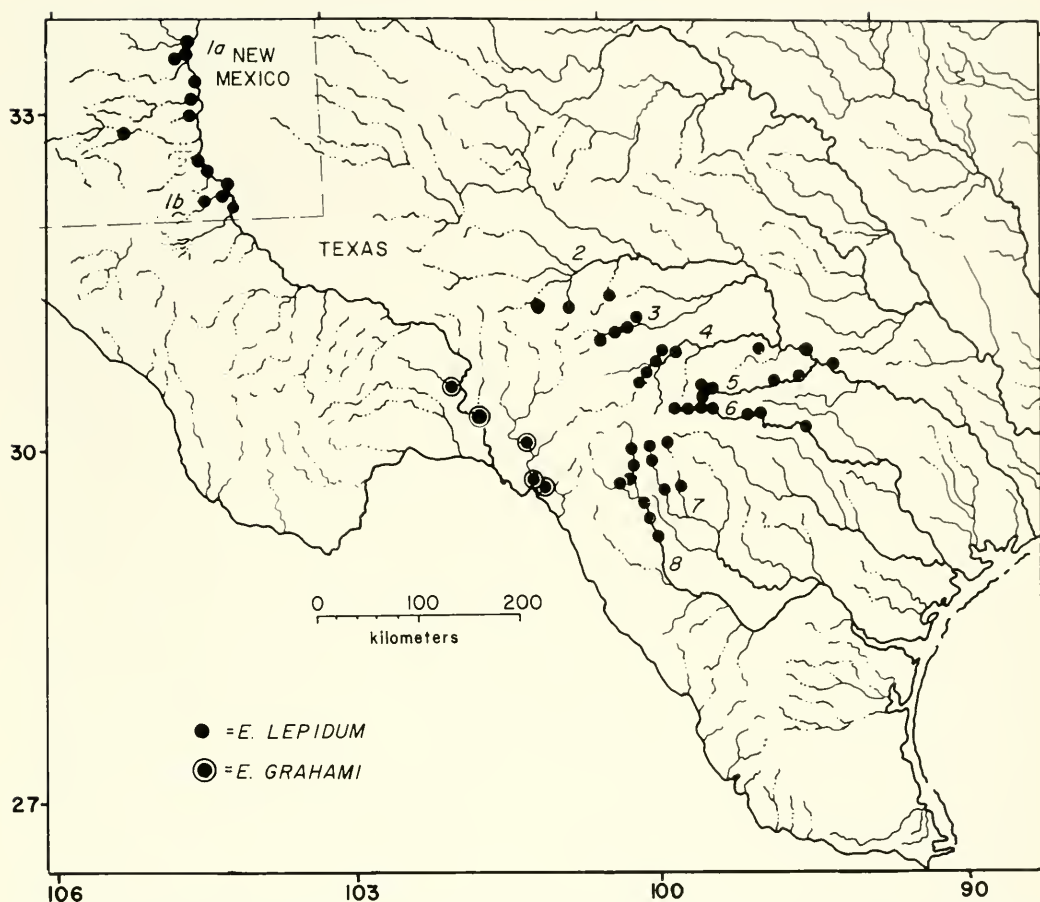 1a NEW
MEXICO
33
1b
TEXAS
2
3
4
5
6
30
7
8
0 100 200
kilometers
● = E. LEPIDUM
= E. GRAHAMI
27
106 103 100 90